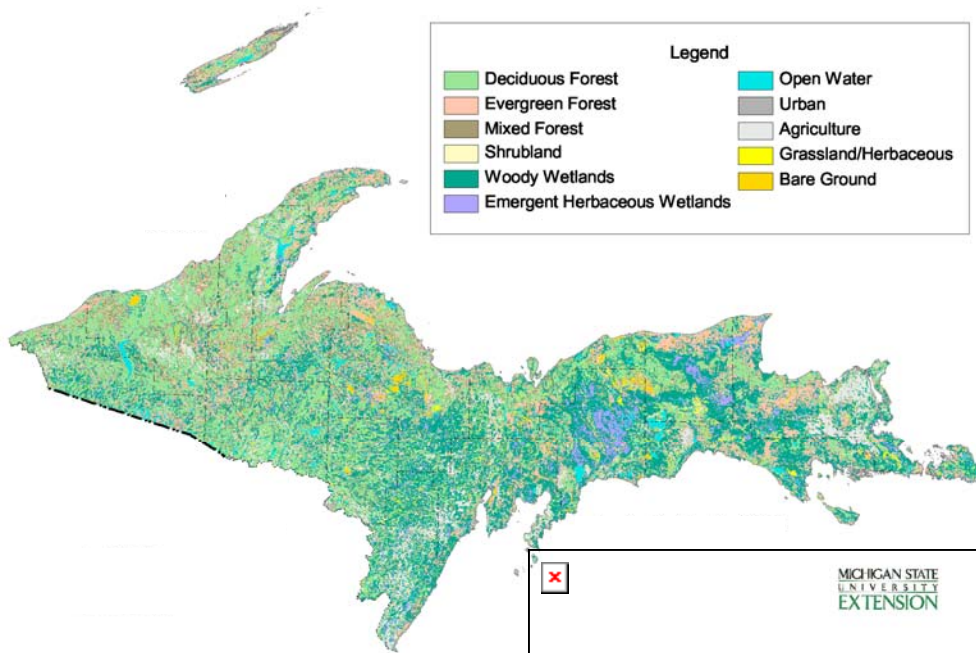 Legend
Deciduous Forest
Evergreen Forest
Mixed Forest
Shrubland
Woody Wetlands
Emergent Herbaceous Wetlands
Open Water
Urban
Agriculture
Grassland/Herbaceous
Bare Ground
MICHIGAN STATE
UNIVERSITY
EXTENSION